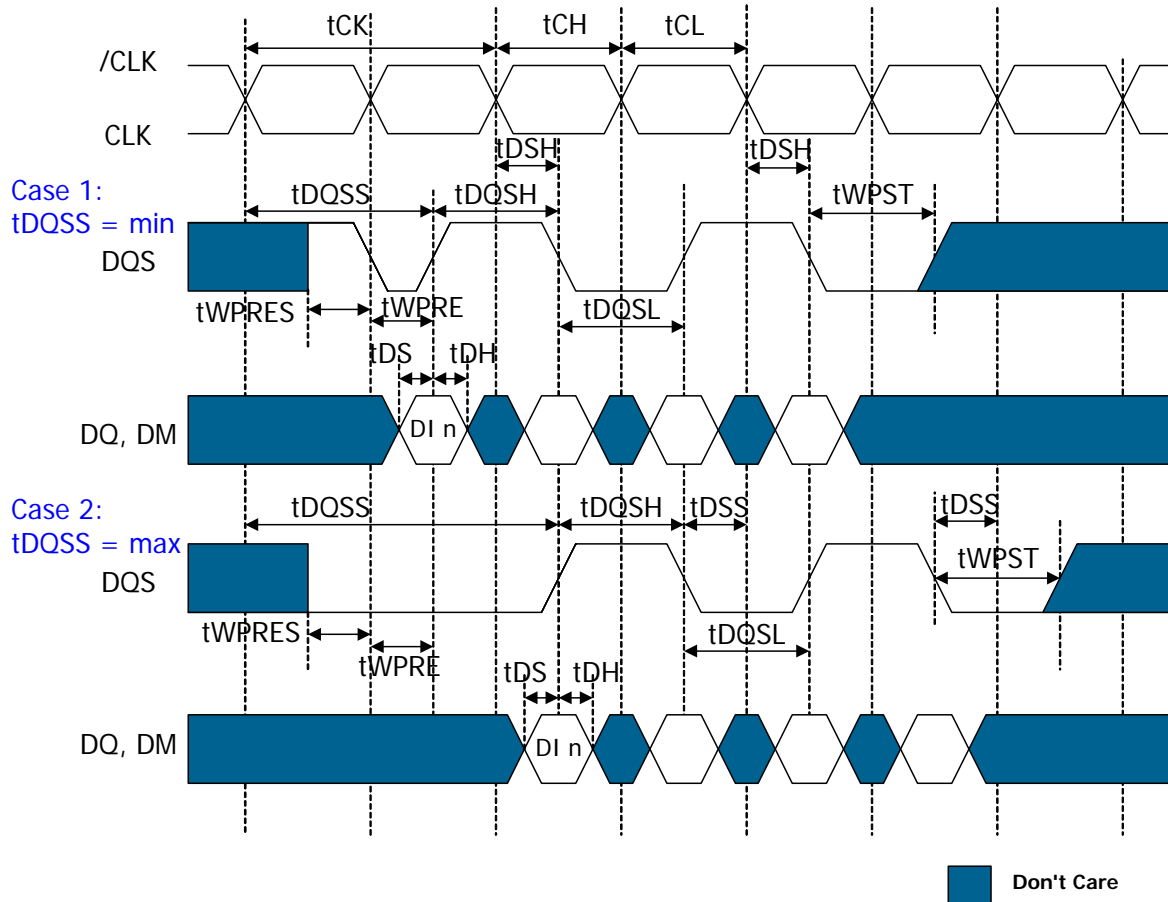 tCK
tCH
tCL
/CLK
CLK
tDSH
tDSH
Case 1:
tDQSS = min
tDQSS
tDQSH
tWPST
DQS
tWPRES
tWPRE
tDQSL
tDS
tDH
DQ, DM
DI n
Case 2:
tDQSS = max
tDQSS
tDQSH
tDSS
tDSS
DQS
tWPST
tWPRES
tWPRE
tDQSL
tDS
tDH
DQ, DM
DI n
Don't Care